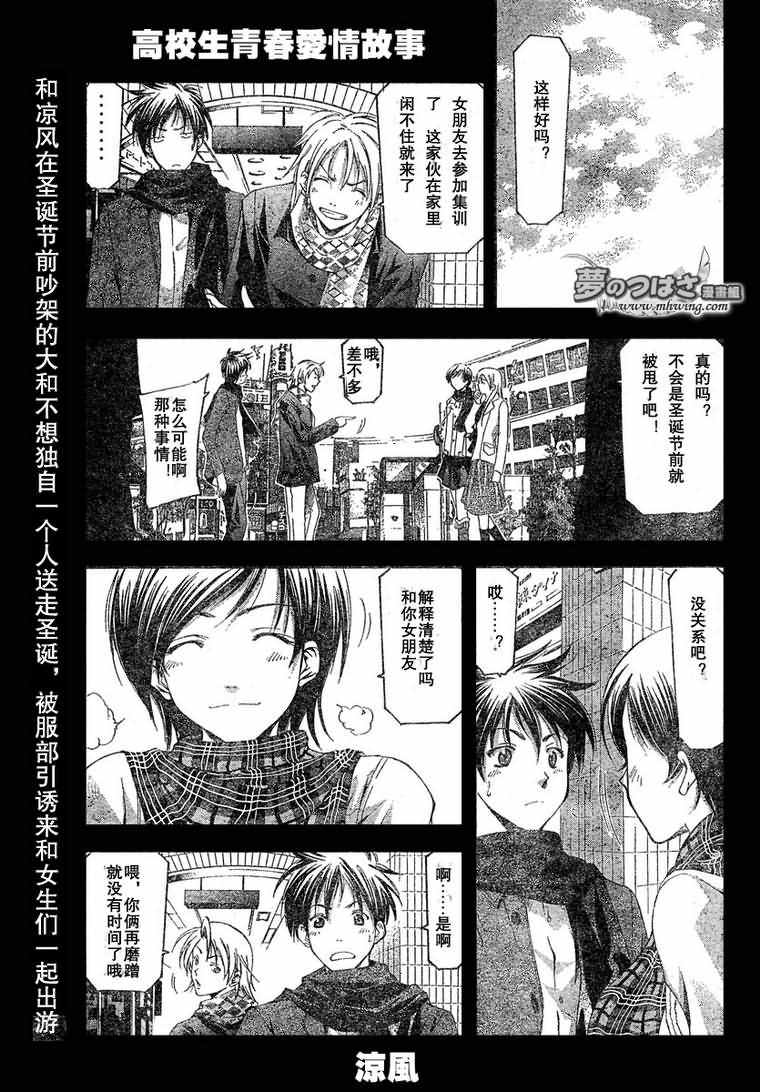 高校生青春愛情故事
和凉风在圣诞节前吵架的大和不想独自一个人送走圣诞，被服部引诱来和女生们一起出游
这样好吗？
夢のつばさ
漫畫組
www.mhwing.com
女朋友去参加集训
了 这家伙在家里
闲不住就来了
………
真的吗？
不会是圣诞节前就
被甩了吧！
哦，
差不多
怎么可能啊
那种事情！
没关系吧？
哎……？
解释清楚了吗
和你女朋友
啊……是啊
喂，你俩再磨蹭
就没有时间了哦
涼風